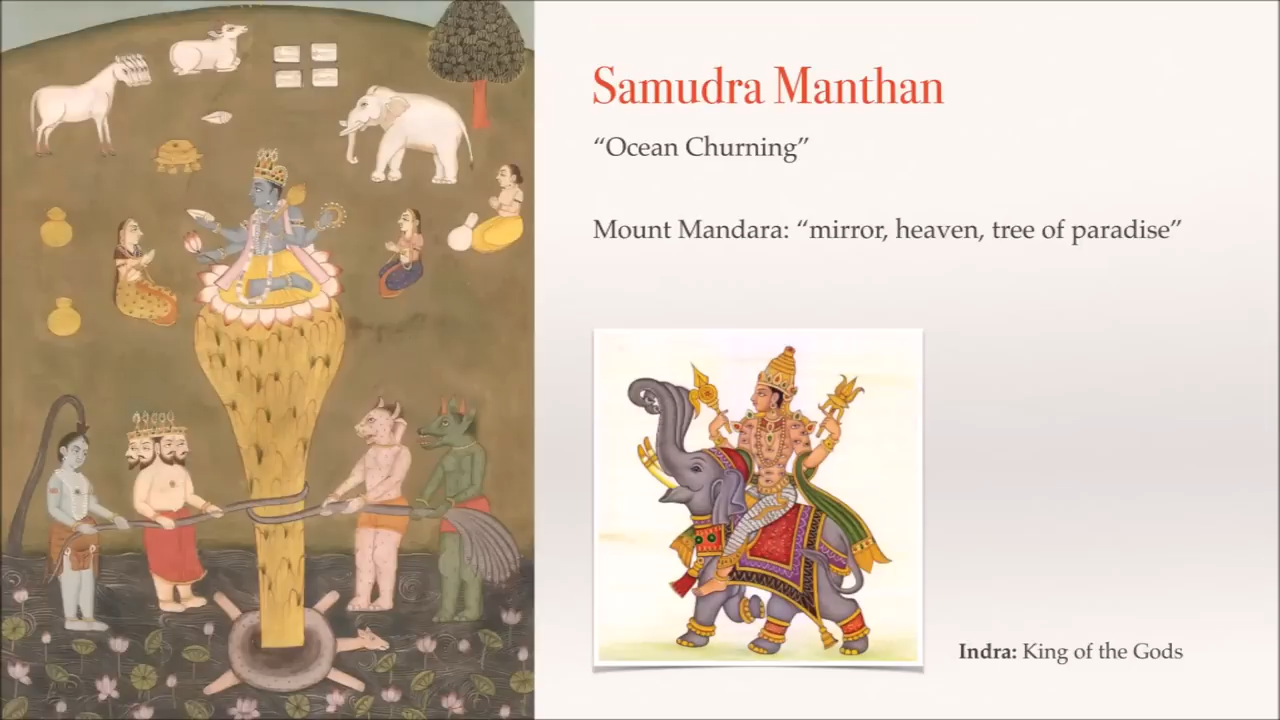 Samudra Manthan
“Ocean Churning”
Mount Mandara: “mirror, heaven, tree of paradise”
Indra: King of the Gods